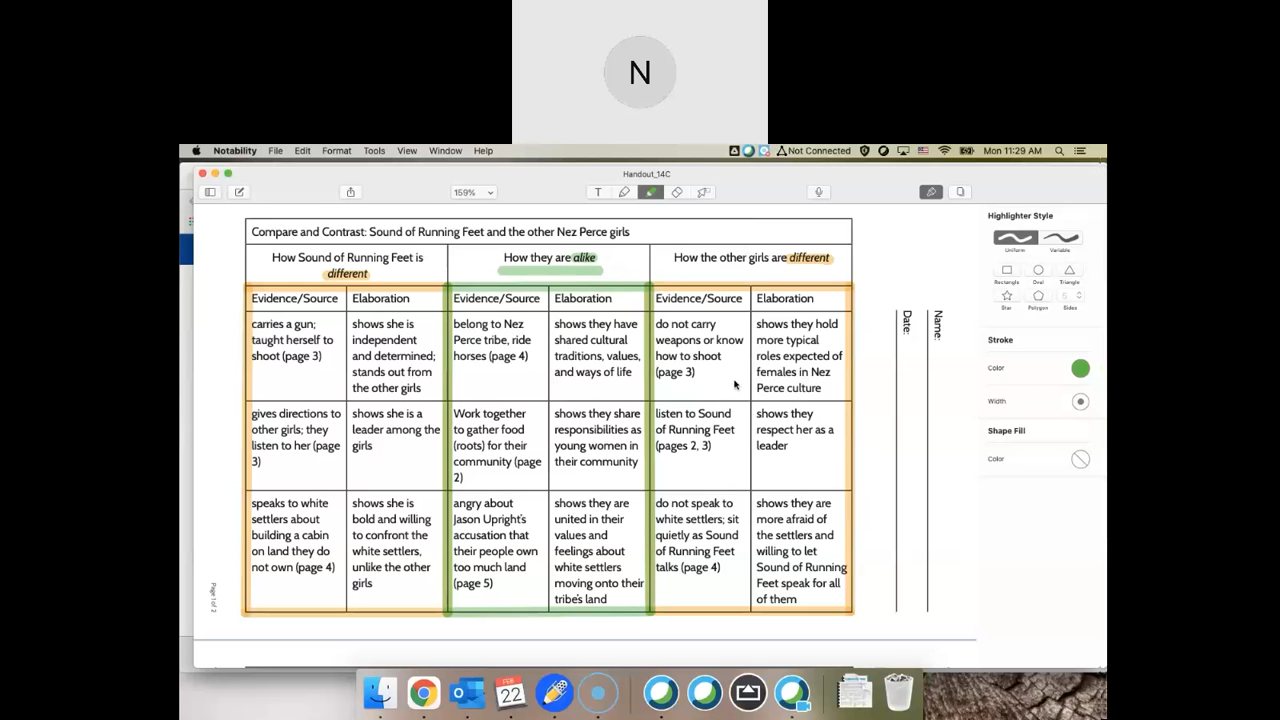 N
Notability File Edit Format Tools View Window Help
Not Connected
Mon 11:29 AM
Handout_14C
159%
T
Compare and Contrast: Sound of Running Feet and the other Nez Perce girls
How Sound of Running Feet is
different
How they are alike
How the other girls are different
Evidence/Source
Elaboration
Evidence/Source
Elaboration
Evidence/Source
Elaboration
carries a gun;
taught herself to
shoot (page 3)
shows she is
independent
and determined;
stands out from
the other girls
belong to Nez
Perce tribe, ride
horses (page 4)
shows they have
shared cultural
traditions, values,
and ways of life
do not carry
weapons or know
how to shoot
(page 3)
shows they hold
more typical
roles expected of
females in Nez
Perce culture
gives directions to
other girls; they
listen to her (page
3)
shows she is a
leader among the
girls
Work together
to gather food
(roots) for their
community (page
2)
shows they share
responsibilities as
young women in
their community
listen to Sound
of Running Feet
(pages 2, 3)
shows they
respect her as a
leader
speaks to white
settlers about
building a cabin
on land they do
not own (page 4)
shows she is
bold and willing
to confront the
white settlers,
unlike the other
girls
angry about
Jason Upright's
accusation that
their people own
too much land
(page 5)
shows they are
united in their
values and
feelings about
white settlers
moving onto their
tribe's land
do not speak to
white settlers; sit
quietly as Sound
of Running Feet
talks (page 4)
shows they are
more afraid of
the settlers and
willing to let
Sound of Running
Feet speak for all
of them
Name:
Date:
Page 1 of 2
Highlighter Style
Uniform
Variable
Rectangle
Oval
Triangle
Star
Polygon
5
Sides
Stroke
Color
Width
Shape Fill
Color
FEB
22